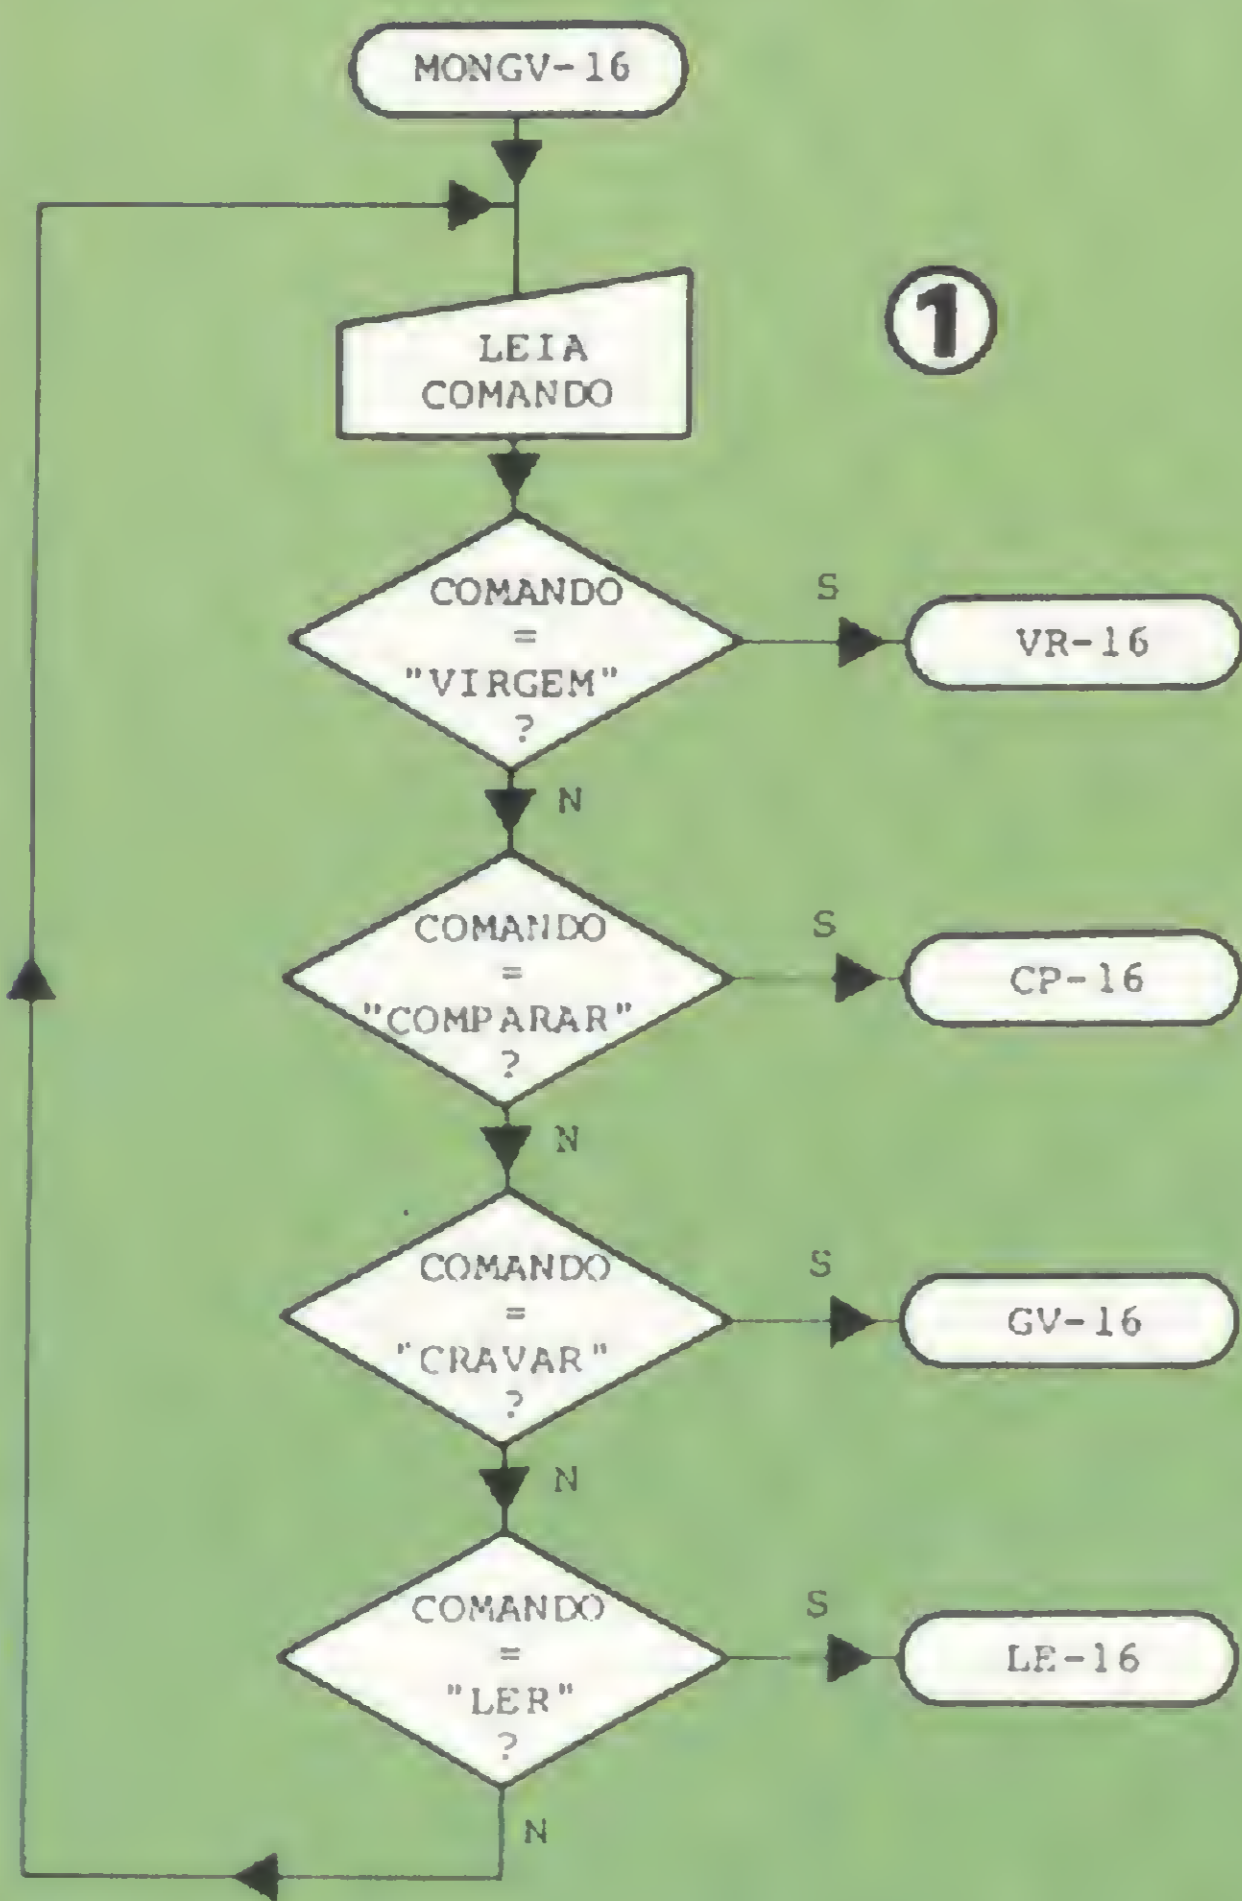 MONGV-16
1
LEIA
COMANDO
COMANDO
=
"VIRGEM"
?
S
VR-16
N
COMANDO
=
"COMPARAR"
?
S
CP-16
N
COMANDO
=
"CRAVAR"
?
S
GV-16
N
COMANDO
=
"LER"
?
S
LE-16
N